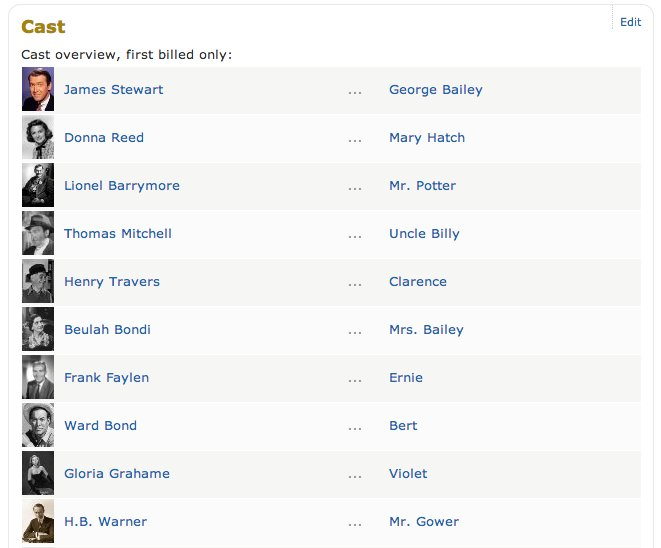 Cast
Edit
Cast overview, first billed only:
James Stewart ... George Bailey
Donna Reed ... Mary Hatch
Lionel Barrymore ... Mr. Potter
Thomas Mitchell ... Uncle Billy
Henry Travers ... Clarence
Beulah Bondi ... Mrs. Bailey
Frank Faylen ... Ernie
Ward Bond ... Bert
Gloria Grahame ... Violet
H.B. Warner ... Mr. Gower